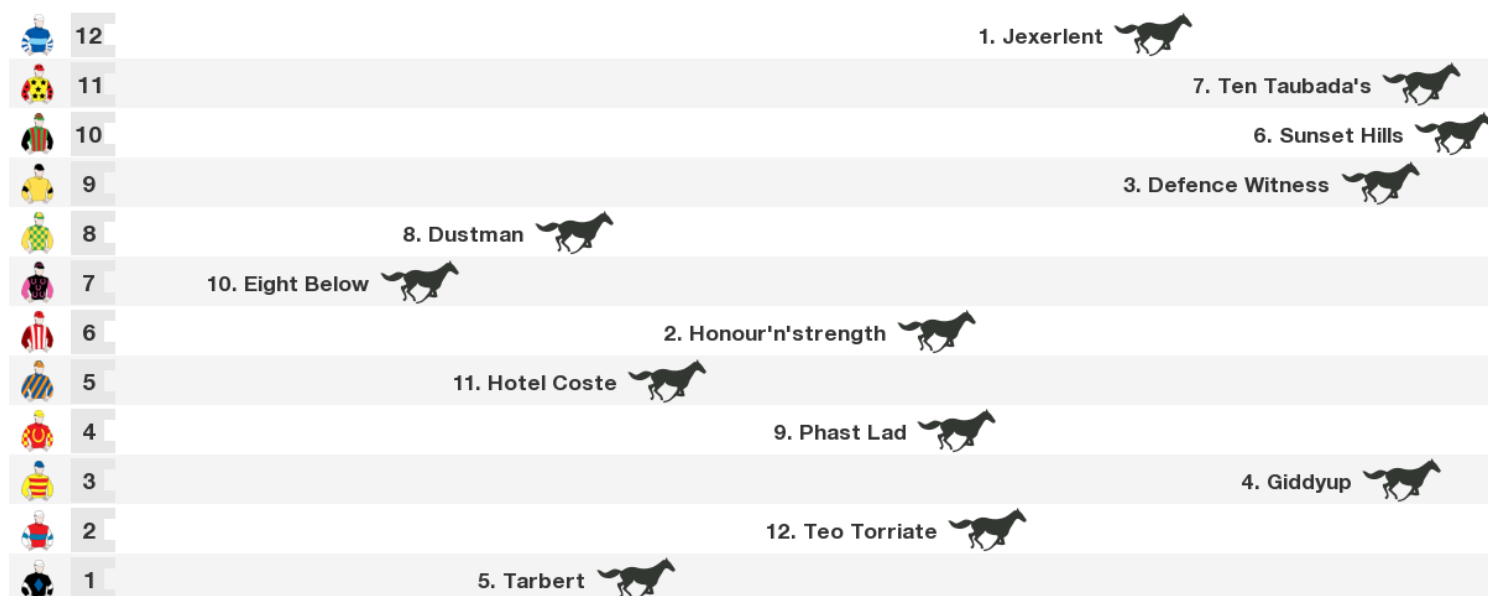 12 1. Jexerlent
11 7. Ten Taubada's
10 6. Sunset Hills
9 3. Defence Witness
8 8. Dustman
7 10. Eight Below
6 2. Honour'n'strength
5 11. Hotel Coste
4 9. Phast Lad
3 4. Giddyup
2 12. Teo Torriate
1 5. Tarbert